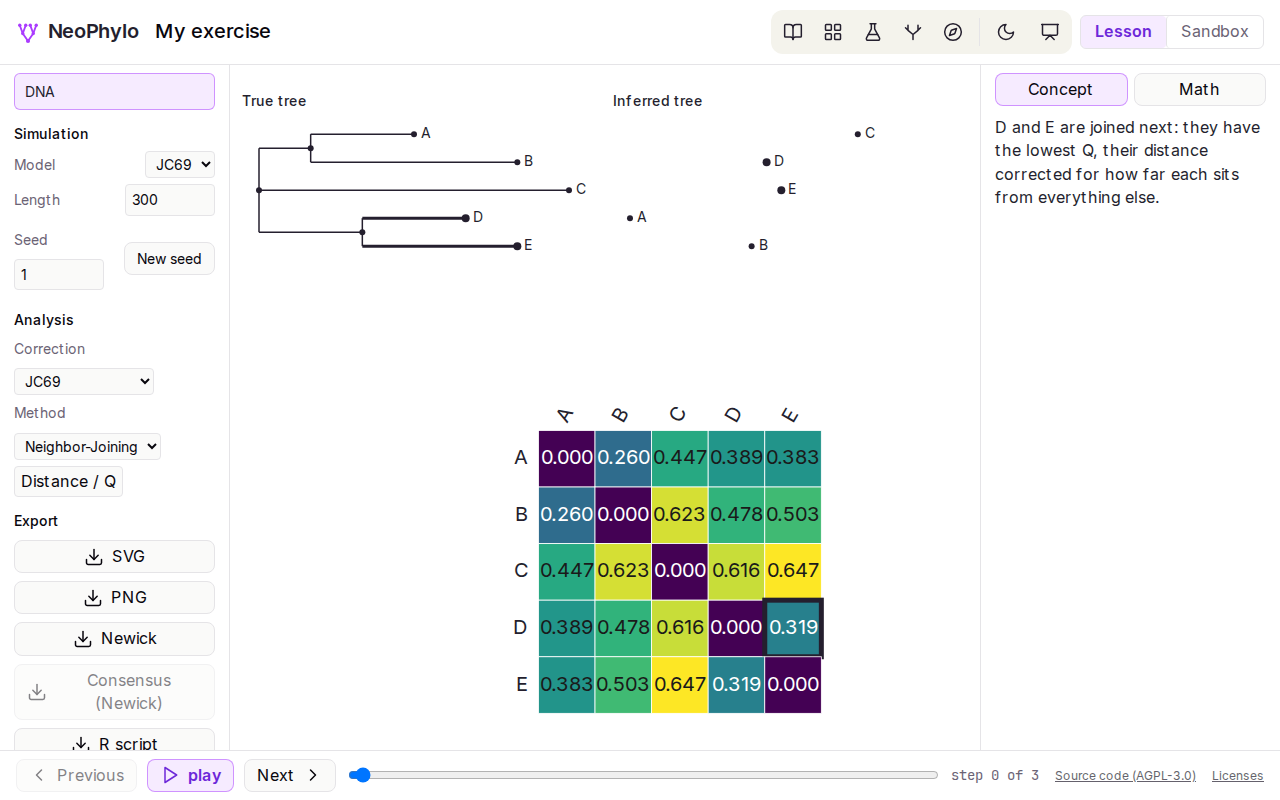 NeoPhylo My exercise
Lesson Sandbox
DNA
Simulation
Model JC69
Length 300
Seed
1 New seed
Analysis
Correction
JC69
Method
Neighbor-Joining
Distance / Q
Export
SVG
PNG
Newick
Consensus
(Newick)
R script
True tree
A
B
C
D
E
Inferred tree
C
D
E
A
B
A B C D E
A 0.000 0.260 0.447 0.389 0.383
B 0.260 0.000 0.623 0.478 0.503
C 0.447 0.623 0.000 0.616 0.647
D 0.389 0.478 0.616 0.000 0.319
E 0.383 0.503 0.647 0.319 0.000
Concept Math
D and E are joined next: they have
the lowest Q, their distance
corrected for how far each sits
from everything else.
Previous play Next step 0 of 3 Source code (AGPL-3.0) Licenses